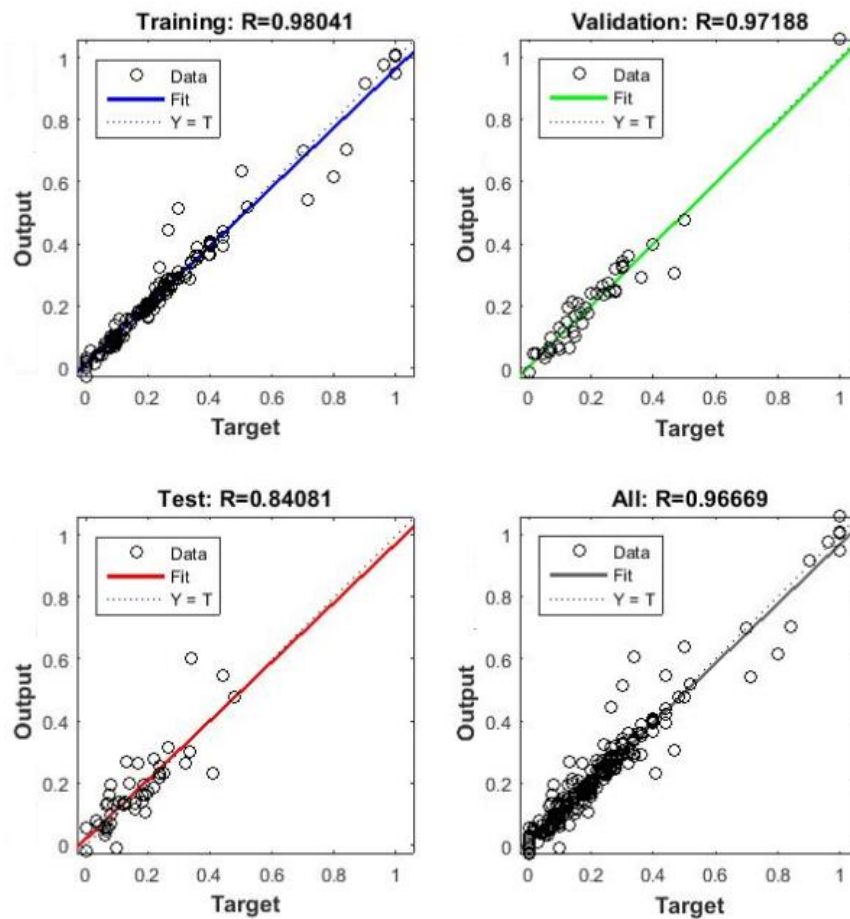 Training: R=0.98041
Data
Fit
Y = T
Output
1
0.8
0.6
0.4
0.2
0
0
0.2
0.4
0.6
0.8
1
Target
Validation: R=0.97188
Data
Fit
Y = T
Output
1
0.8
0.6
0.4
0.2
0
0
0.2
0.4
0.6
0.8
1
Target
Test: R=0.84081
Data
Fit
Y = T
Output
1
0.8
0.6
0.4
0.2
0
0
0.2
0.4
0.6
0.8
1
Target
All: R=0.96669
Data
Fit
Y = T
Output
1
0.8
0.6
0.4
0.2
0
0
0.2
0.4
0.6
0.8
1
Target